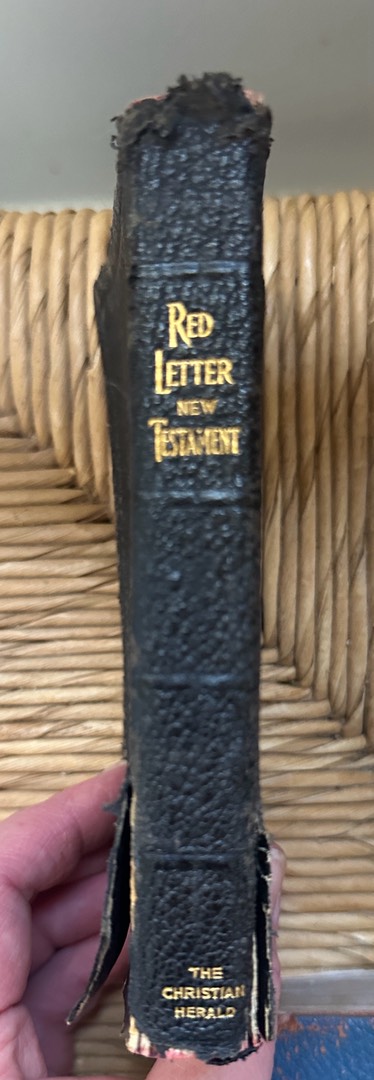 RED
LETTER
NEW
TESTAMENT
THE
CHRISTIAN
HERALD